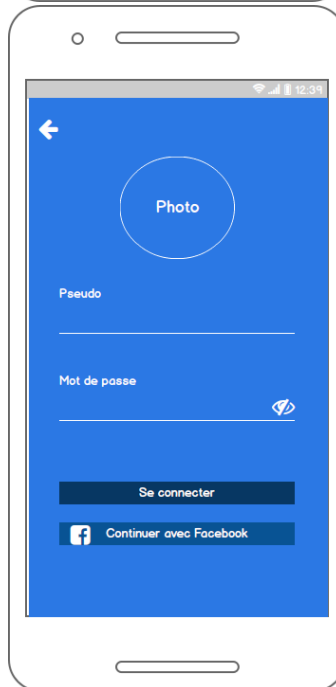 12:39
Photo
Pseudo
Mot de passe
Se connecter
Continuer avec Facebook